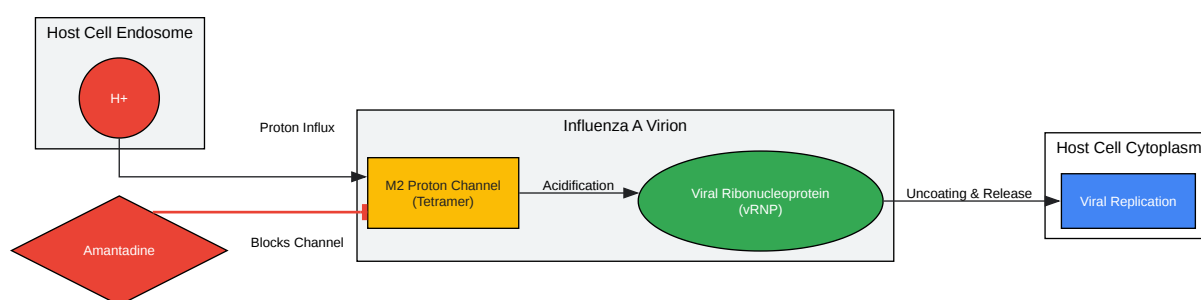 Host Cell Endosome
H+
Proton Influx
Influenza A Virion
M2 Proton Channel
(Tetramer)
Acidification
Viral Ribonucleoprotein
(vRNP)
Uncoating & Release
Host Cell Cytoplasm
Viral Replication
Amantadine
Blocks Channel